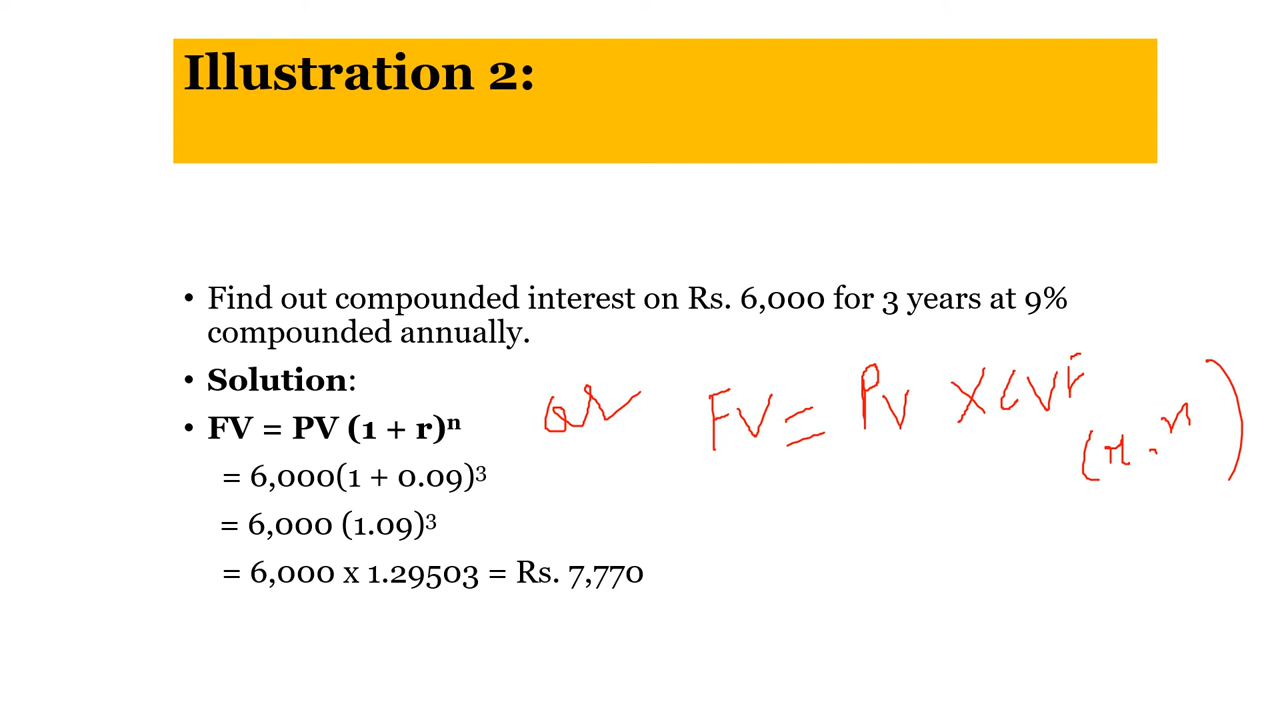 Illustration 2:
• Find out compounded interest on Rs. 6,000 for 3 years at 9%
compounded annually.
• Solution:
• FV = PV (1 + r)ⁿ
= 6,000(1 + 0.09)³
= 6,000 (1.09)³
= 6,000 x 1.29503 = Rs. 7,770
or FV = PV X CVF